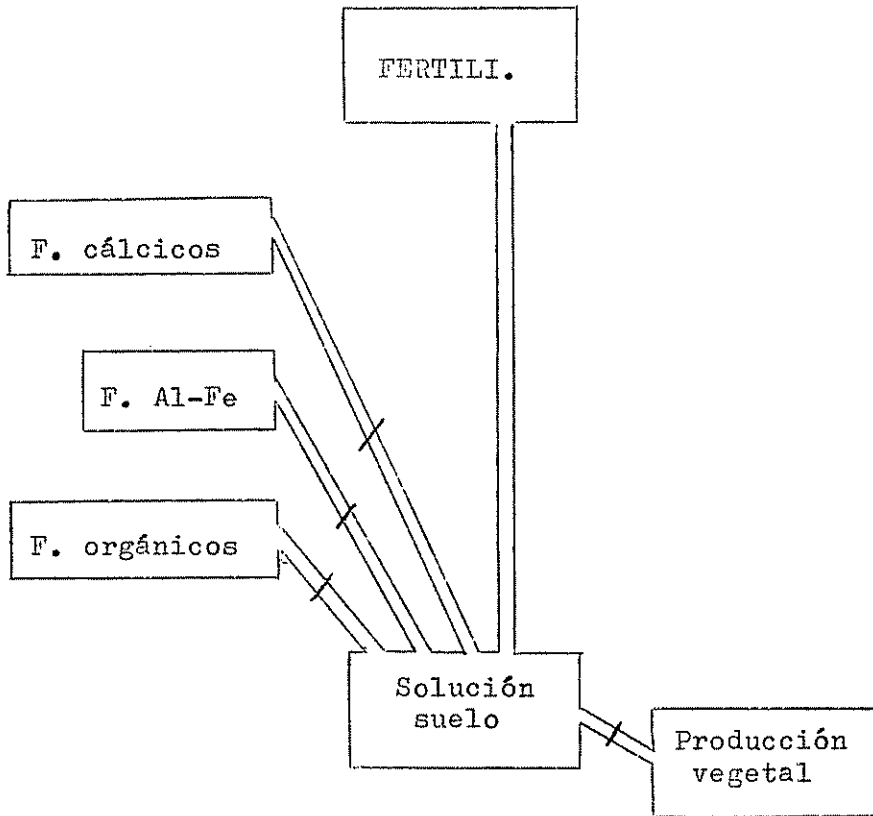 FERTILI.
F. cálcicos
F. Al-Fe
F. orgánicos
Solución
suelo
Producción
vegetal